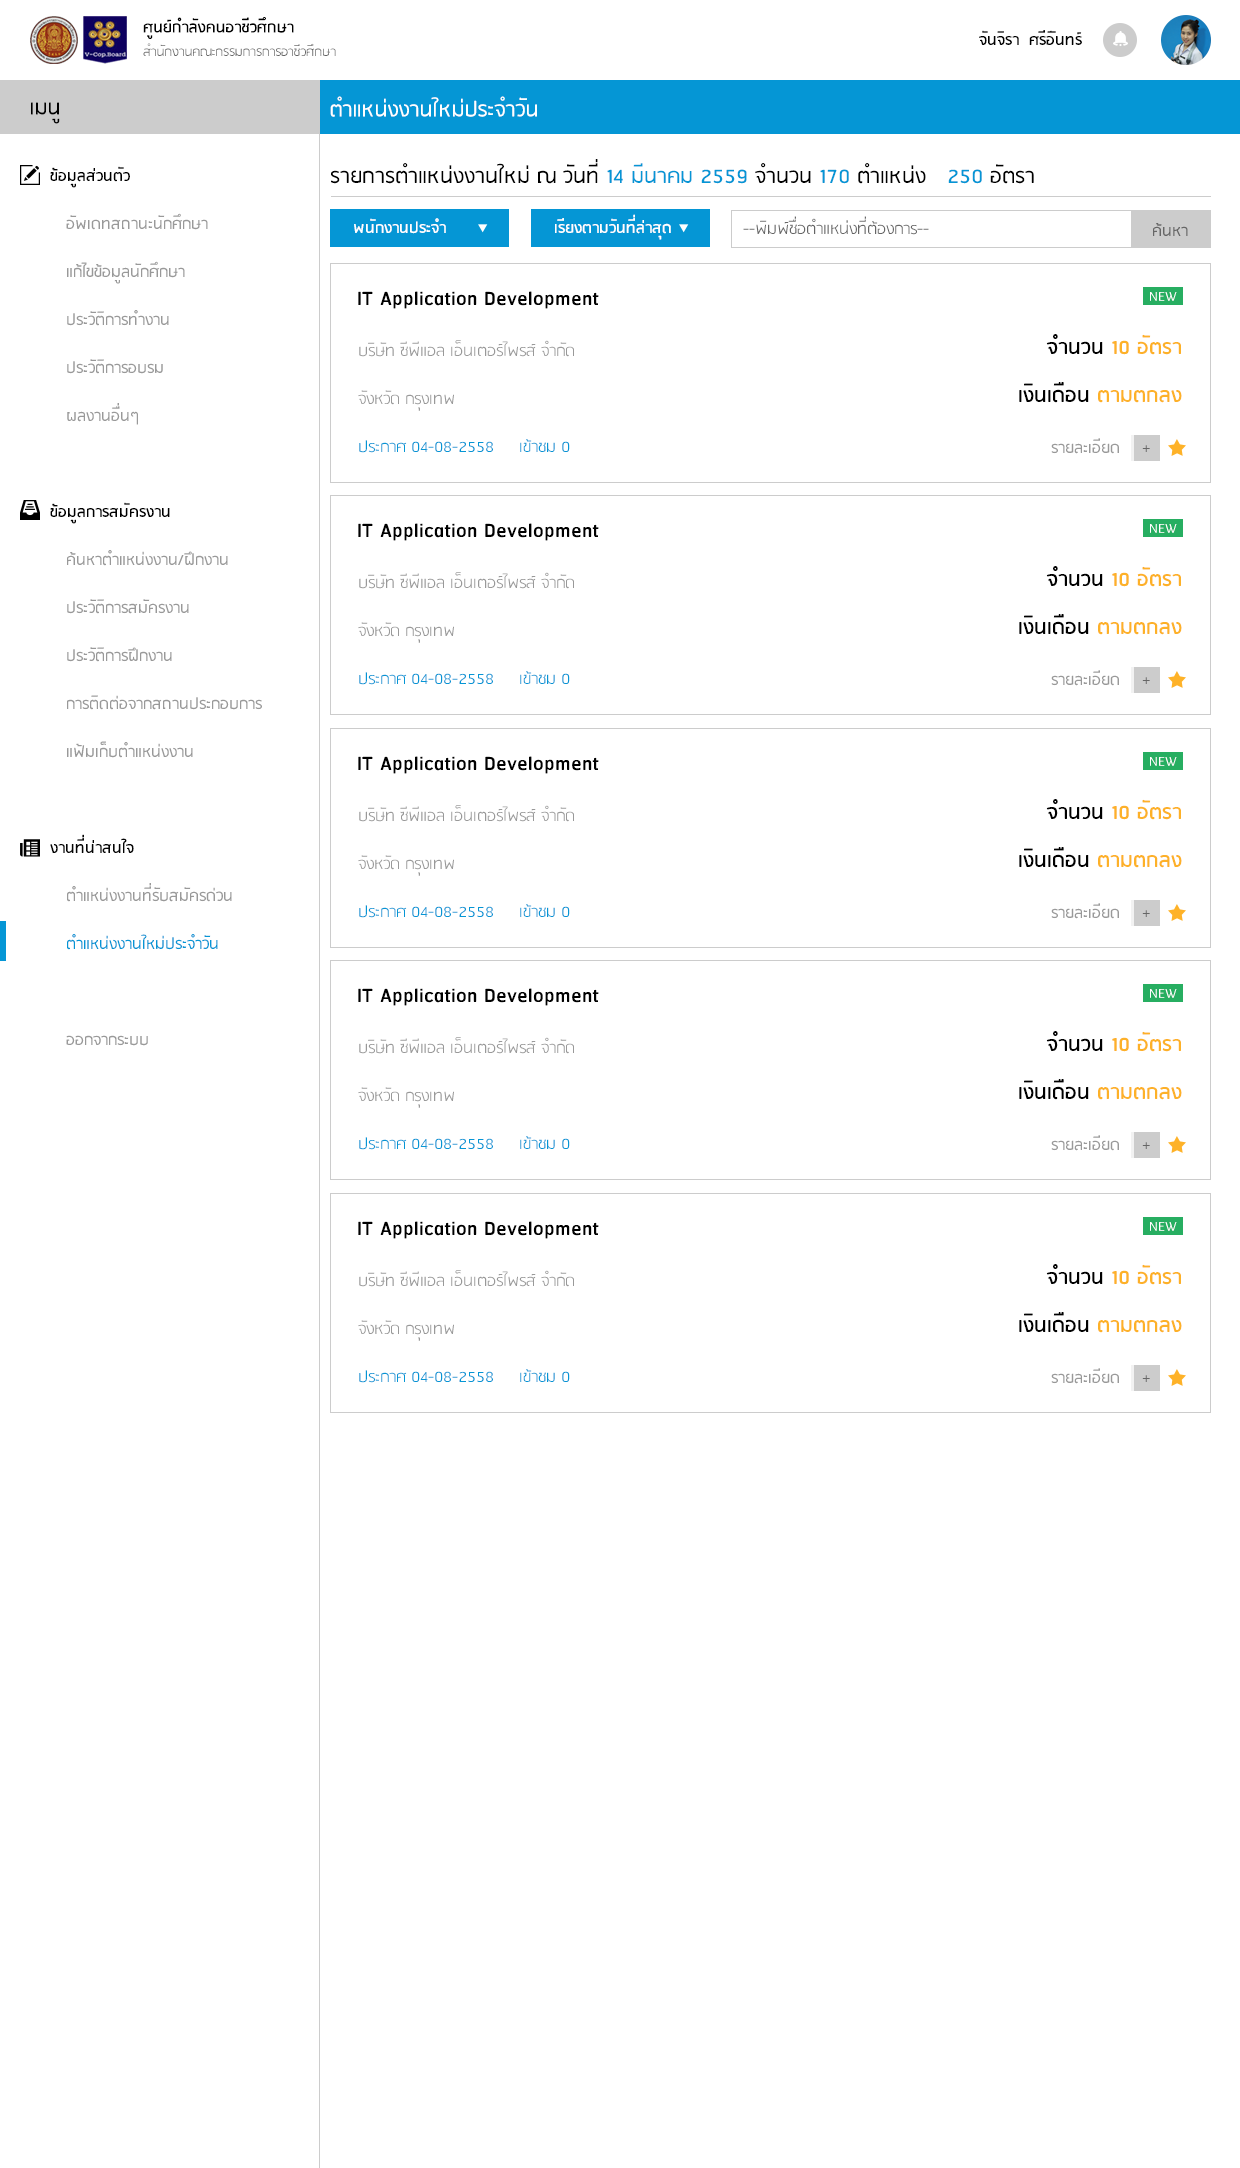 ศูนย์กำลังคนอาชีวศึกษา
สำนักงานคณะกรรมการการอาชีวศึกษา
V-Cop.Board
จันจิรา ศรีอินทร์
เมนู
ตำแหน่งงานใหม่ประจำวัน
ข้อมูลส่วนตัว
อัพเดทสถานะนักศึกษา
แก้ไขข้อมูลนักศึกษา
ประวัติการทำงาน
ประวัติการอบรม
ผลงานอื่นๆ
ข้อมูลการสมัครงาน
ค้นหาตำแหน่งงาน/ฝึกงาน
ประวัติการสมัครงาน
ประวัติการฝึกงาน
การติดต่อจากสถานประกอบการ
แฟ้มเก็บตำแหน่งงาน
งานที่น่าสนใจ
ตำแหน่งงานที่รับสมัครด่วน
ตำแหน่งงานใหม่ประจำวัน
ออกจากระบบ
รายการตำแหน่งงานใหม่ ณ วันที่ 14 มีนาคม 2559 จำนวน 170 ตำแหน่ง 250 อัตรา
พนักงานประจำ ▼ เรียงตามวันที่ล่าสุด ▼ --พิมพ์ชื่อตำแหน่งที่ต้องการ-- ค้นหา
IT Application Development NEW
บริษัท ซีพีแอล เอ็นเตอร์ไพรส์ จำกัด จำนวน 10 อัตรา
จังหวัด กรุงเทพ เงินเดือน ตามตกลง
ประกาศ 04-08-2558 เข้าชม 0 รายละเอียด +
IT Application Development NEW
บริษัท ซีพีแอล เอ็นเตอร์ไพรส์ จำกัด จำนวน 10 อัตรา
จังหวัด กรุงเทพ เงินเดือน ตามตกลง
ประกาศ 04-08-2558 เข้าชม 0 รายละเอียด +
IT Application Development NEW
บริษัท ซีพีแอล เอ็นเตอร์ไพรส์ จำกัด จำนวน 10 อัตรา
จังหวัด กรุงเทพ เงินเดือน ตามตกลง
ประกาศ 04-08-2558 เข้าชม 0 รายละเอียด +
IT Application Development NEW
บริษัท ซีพีแอล เอ็นเตอร์ไพรส์ จำกัด จำนวน 10 อัตรา
จังหวัด กรุงเทพ เงินเดือน ตามตกลง
ประกาศ 04-08-2558 เข้าชม 0 รายละเอียด +
IT Application Development NEW
บริษัท ซีพีแอล เอ็นเตอร์ไพรส์ จำกัด จำนวน 10 อัตรา
จังหวัด กรุงเทพ เงินเดือน ตามตกลง
ประกาศ 04-08-2558 เข้าชม 0 รายละเอียด +